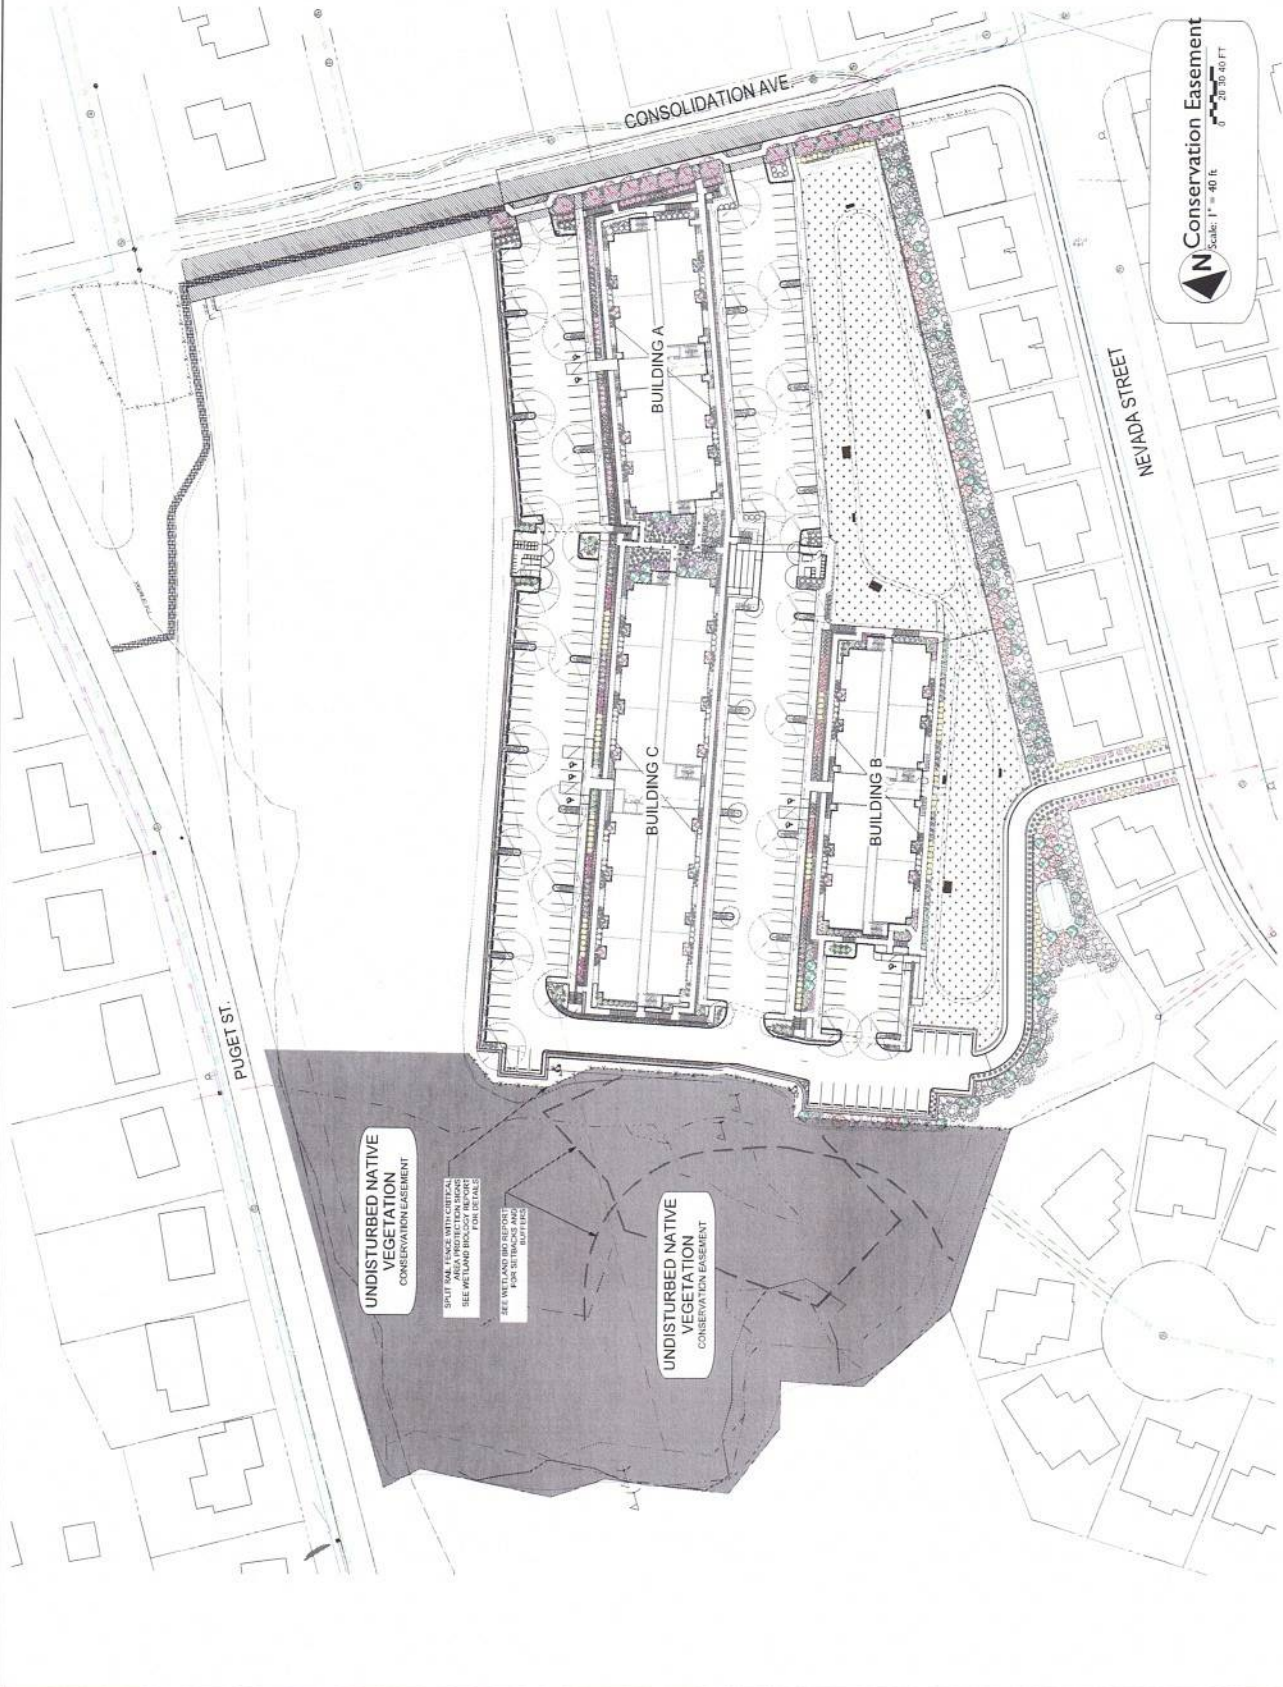 CONSOLIDATION AVE.
Conservation Easement
Scale: 1" = 40 ft
0 20 30 40 FT
N
BUILDING A
NEVADA STREET
BUILDING C
BUILDING B
PUGET ST.
UNDISTURBED NATIVE
VEGETATION
CONSERVATION EASEMENT
SPLIT RAIL FENCE WITH CRITICAL
AREA PROTECTION SIGNS
SEE WETLAND BIOLOGY REPORT
FOR DETAILS
SEE WETLAND BIO REPORT
FOR SETBACKS AND
BUFFERS
UNDISTURBED NATIVE
VEGETATION
CONSERVATION EASEMENT